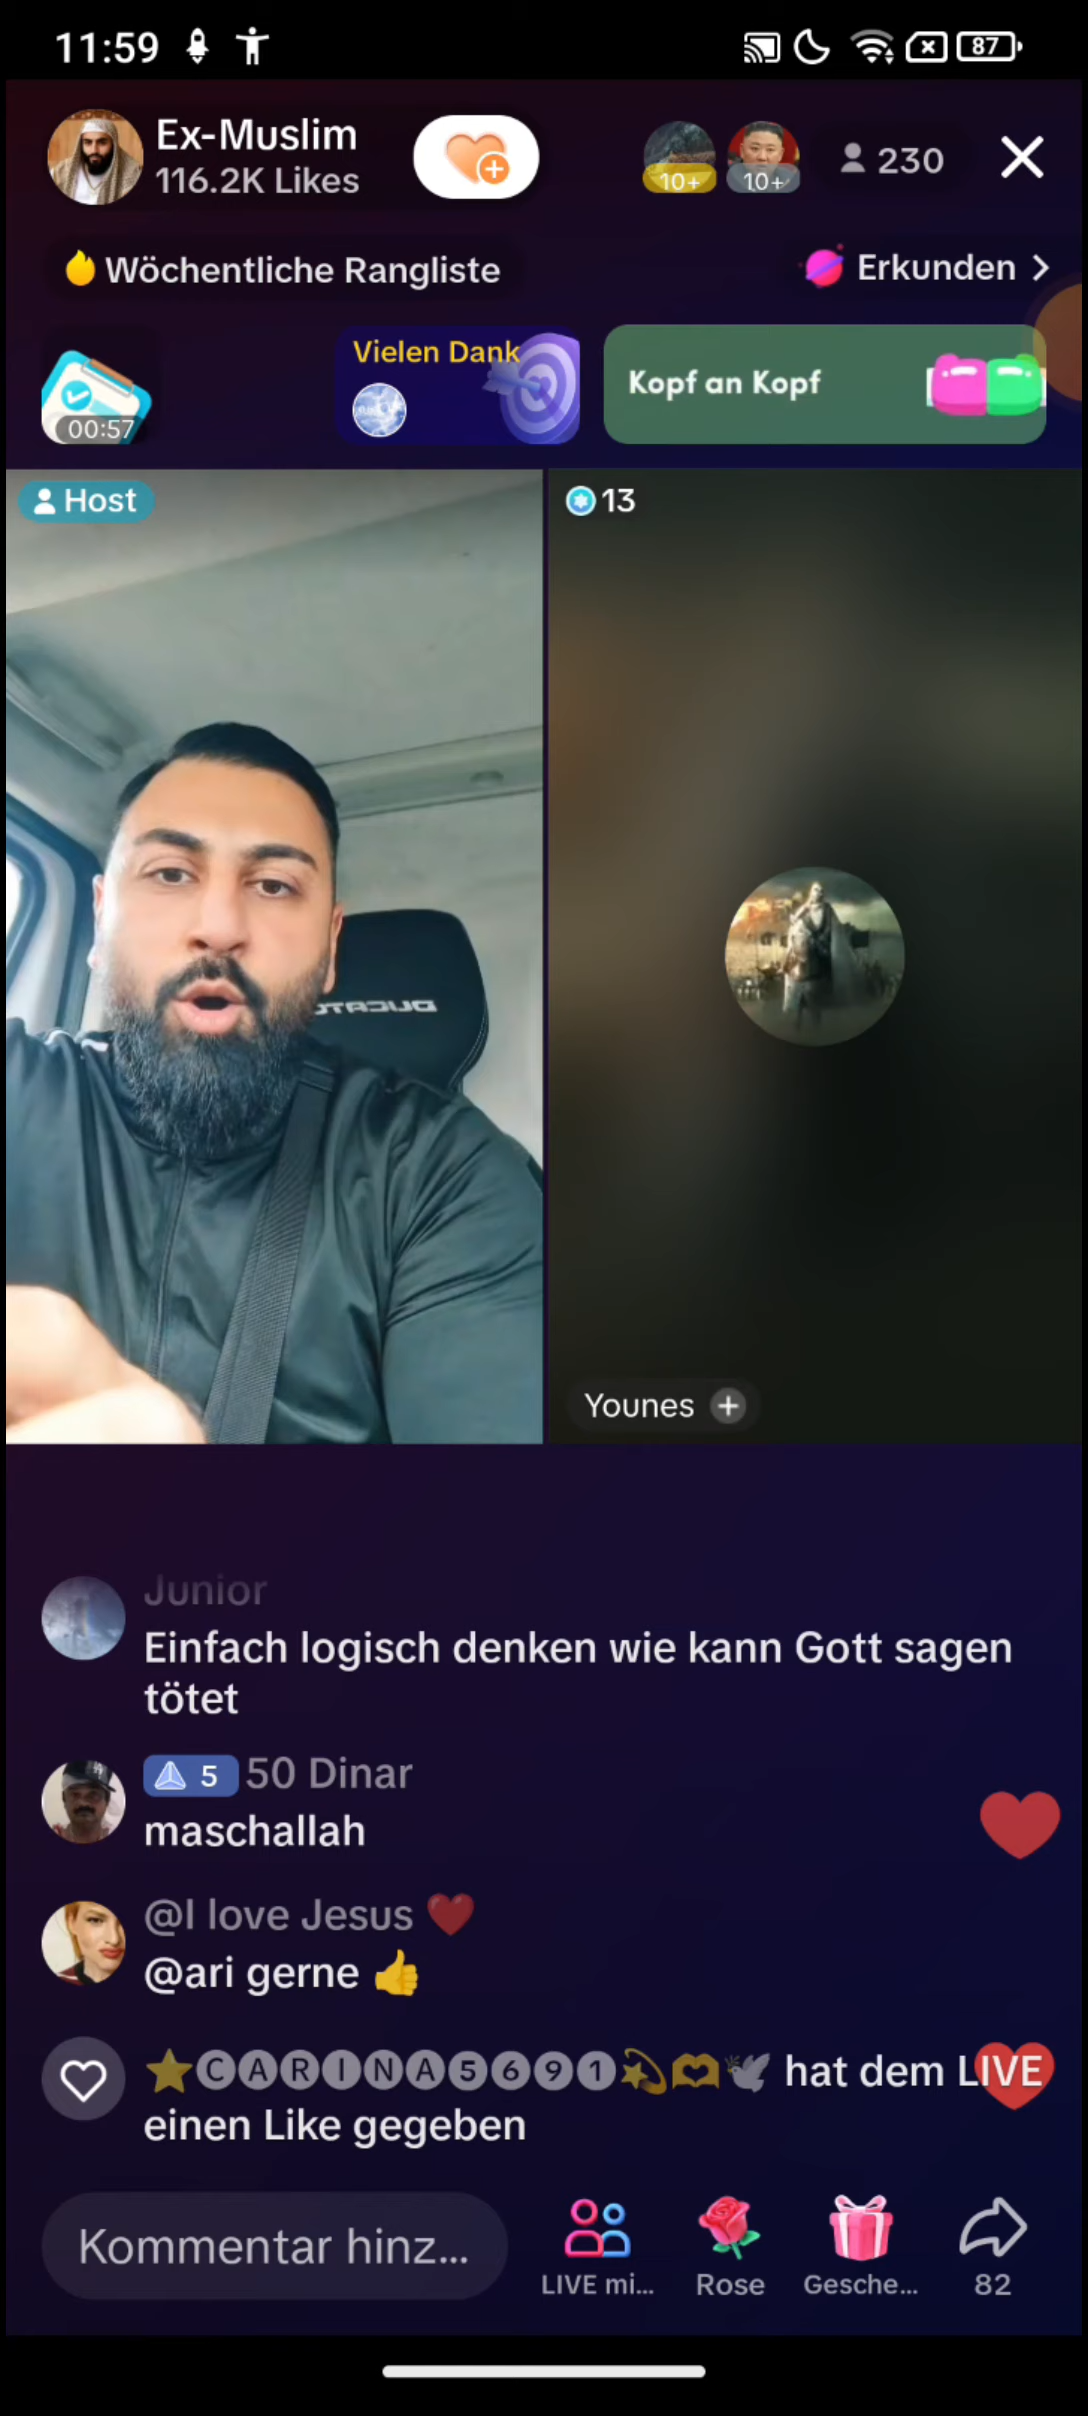 11:59
87
Ex-Muslim
116.2K Likes
10+
10+
230
Wöchentliche Rangliste
Erkunden >
00:57
Vielen Dank
Kopf an Kopf
Host
13
DUCATO
Younes +
Junior
Einfach logisch denken wie kann Gott sagen
tötet
5 50 Dinar
maschallah
@I love Jesus ❤️
@ari gerne 👍
⭐🅒🅐🅡🅘🅝🅐❺❻❾❶💫🫶🕊️ hat dem LIVE
einen Like gegeben
Kommentar hinz...
LIVE mi...
Rose
Gesche...
82